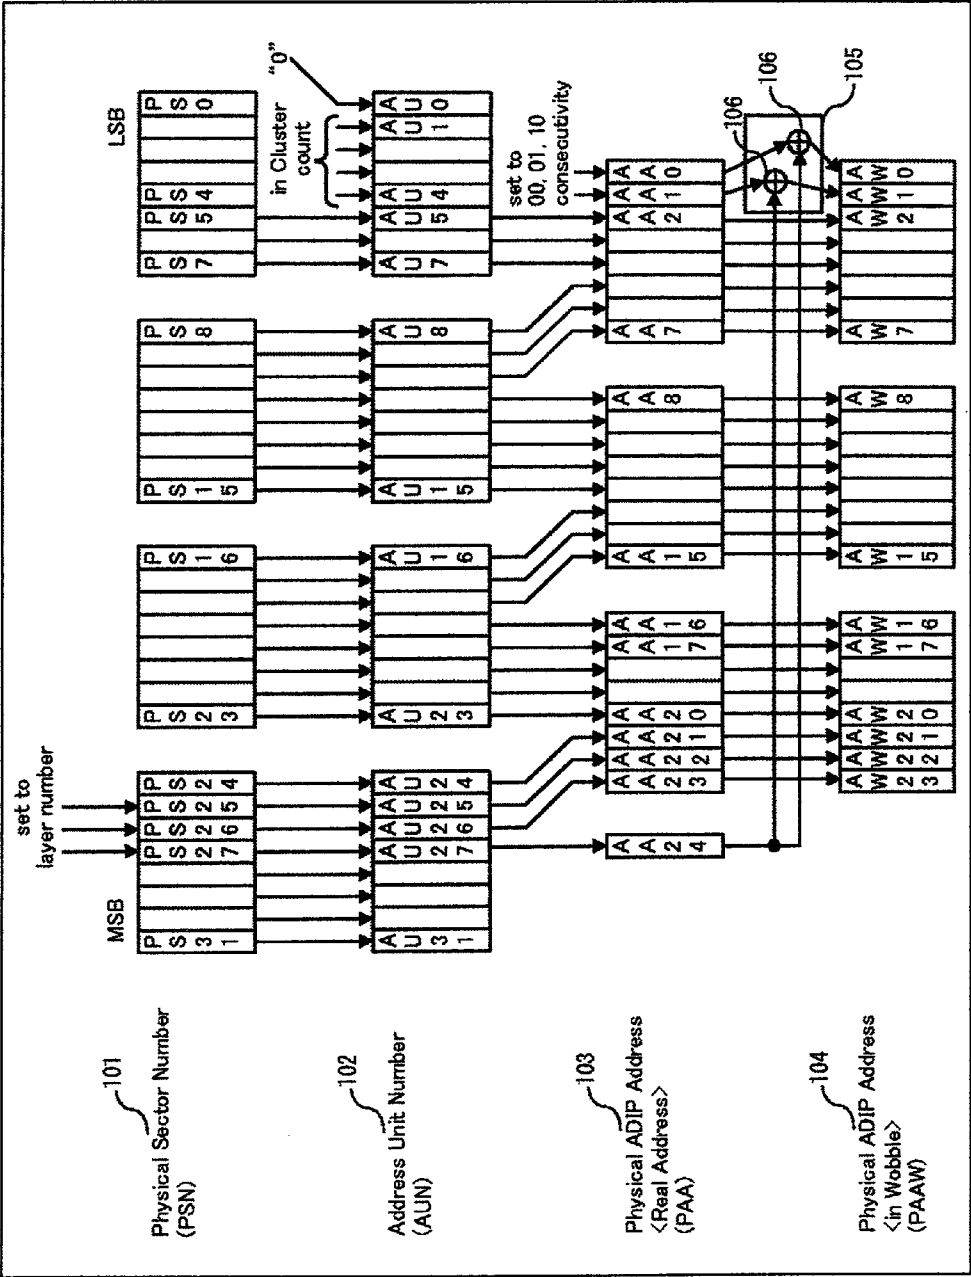 set to
layer number
MSB
LSB
101
Physical Sector Number
(PSN)
PS31
PS27
PS26
PS25
PS24
PS23
PS16
PS15
PS8
PS7
PS5
PS4
PS0
in Cluster
count
"0"
102
Address Unit Number
(AUN)
AU31
AU27
AU26
AU25
AU24
AU23
AU16
AU15
AU8
AU7
AU5
AU4
AU1
AU0
set to
00, 01, 10
consecutivity
103
Physical ADIP Address
<Real Address>
(PAA)
AA24
AA23
AA22
AA21
AA20
AA17
AA16
AA15
AA8
AA7
AA2
AA1
AA0
106
106
105
104
Physical ADIP Address
<in Wobble>
(PAAW)
AW23
AW22
AW21
AW20
AW17
AW16
AW15
AW8
AW7
AW2
AW1
AW0